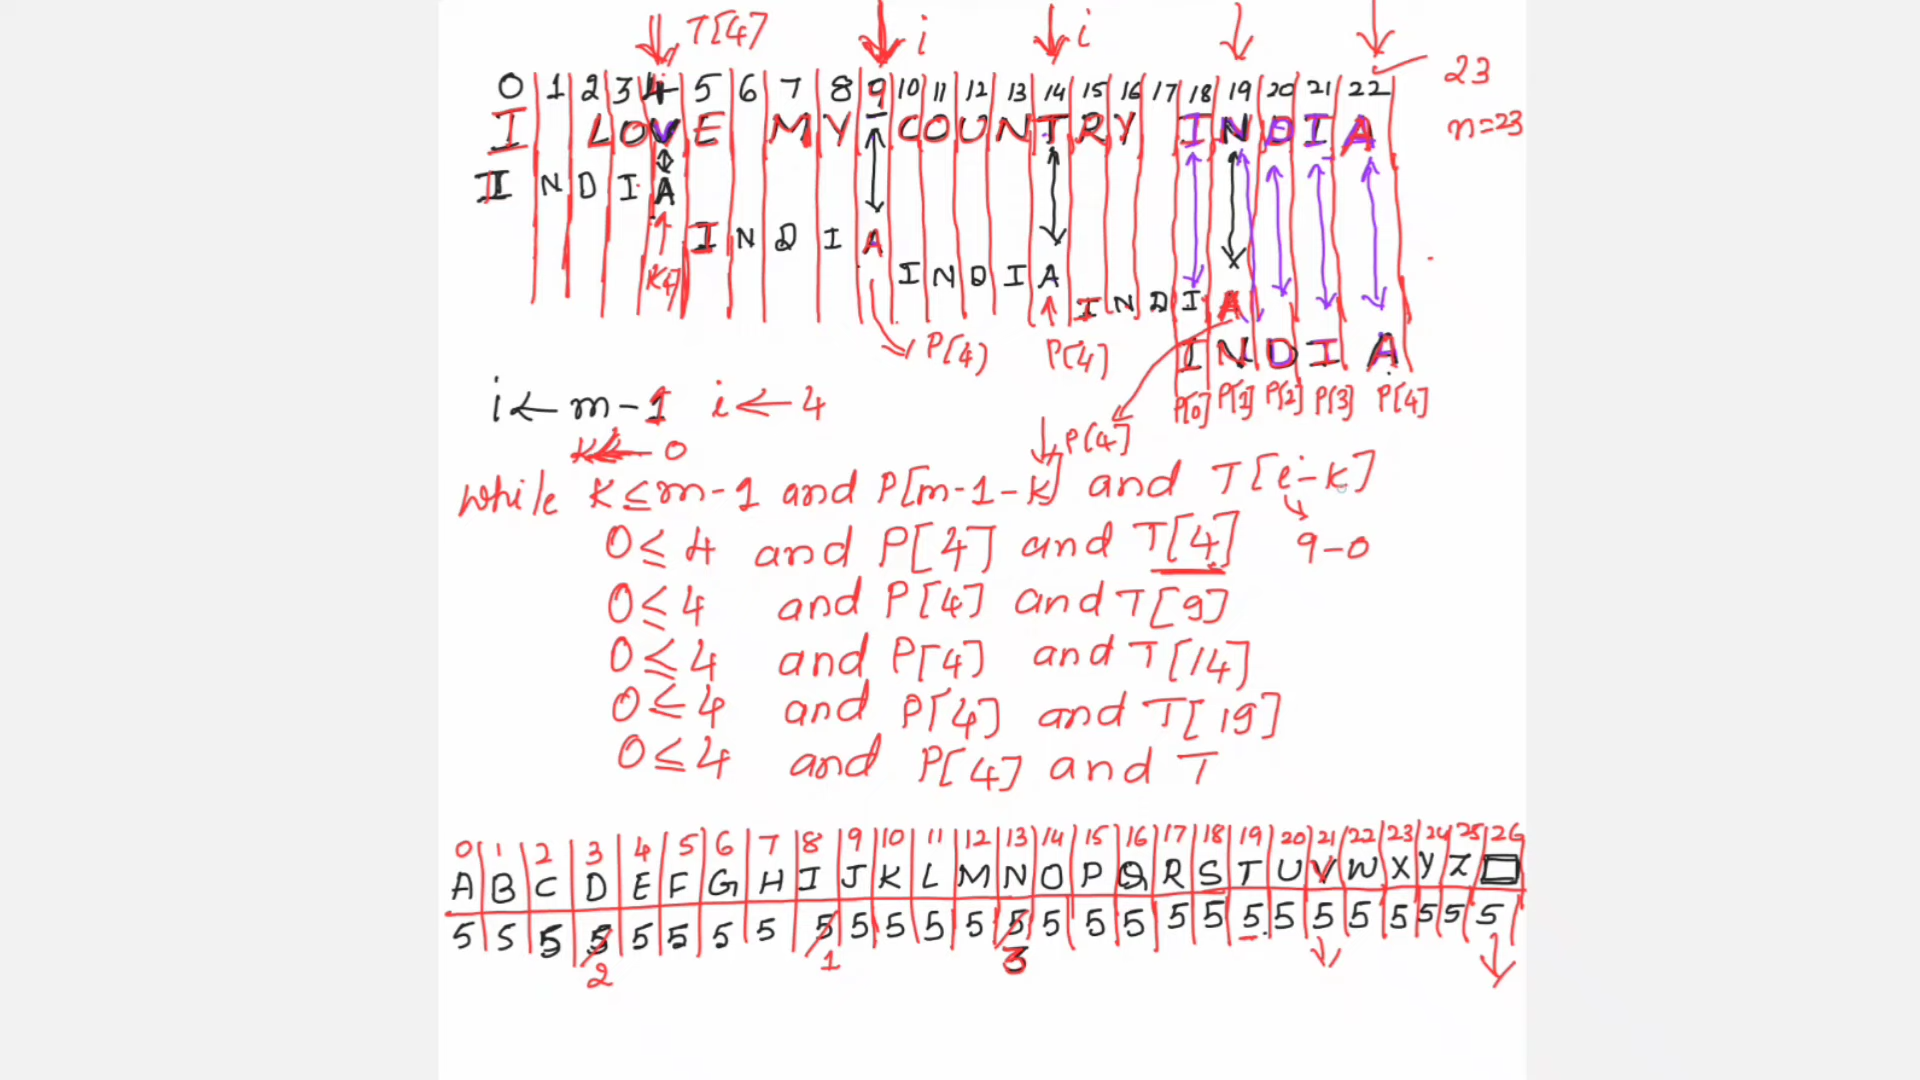 T[4] i i
0 1 2 3 4 5 6 7 8 9 10 11 12 13 14 15 16 17 18 19 20 21 22 23
I LOVE MY COUNTRY INDIA n=23
I N D I A
I N D I A
K4 I N D I A
I N D I A
P[4] P[4] I N D I A
i ← m-1 i ← 4 P[0] P[1] P[2] P[3] P[4]
K ← 0 P[4]
while K ≤ m-1 and P[m-1-k] and T[i-k]
0 ≤ 4 and P[4] and T[4] 9-0
0 ≤ 4 and P[4] and T[9]
0 ≤ 4 and P[4] and T[14]
0 ≤ 4 and P[4] and T[19]
0 ≤ 4 and P[4] and T
0 1 2 3 4 5 6 7 8 9 10 11 12 13 14 15 16 17 18 19 20 21 22 23 24 25 26
A B C D E F G H I J K L M N O P Q R S T U V W X Y Z
5 5 5 5 5 5 5 5 5 5 5 5 5 5 5 5 5 5 5 5 5 5 5 5 5 5 5
2 1 3